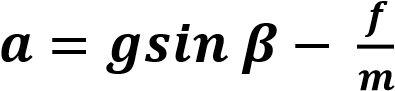 a = gsin β − f/m